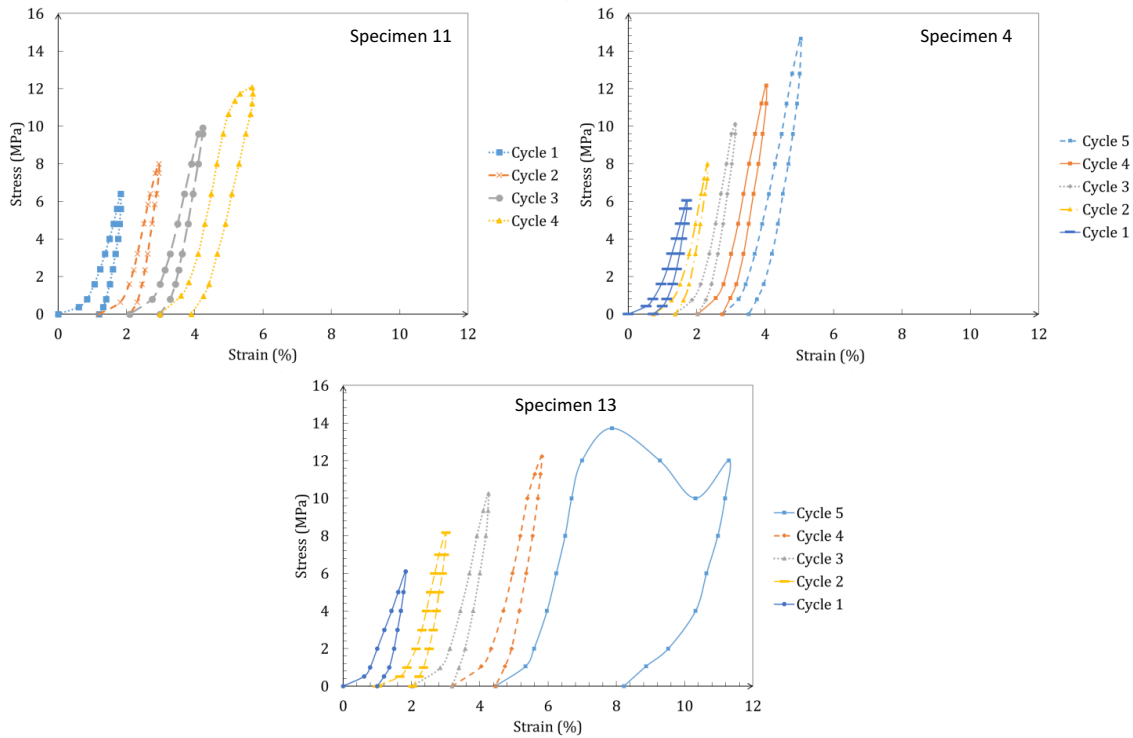 Specimen 11
16
14
12
10
8
6
4
2
0
Stress (MPa)
0 2 4 6 8 10 12
Strain (%)
Cycle 1
Cycle 2
Cycle 3
Cycle 4
Specimen 4
16
14
12
10
8
6
4
2
0
Stress (MPa)
0 2 4 6 8 10 12
Strain (%)
Cycle 5
Cycle 4
Cycle 3
Cycle 2
Cycle 1
Specimen 13
16
14
12
10
8
6
4
2
0
Stress (MPa)
0 2 4 6 8 10 12
Strain (%)
Cycle 5
Cycle 4
Cycle 3
Cycle 2
Cycle 1